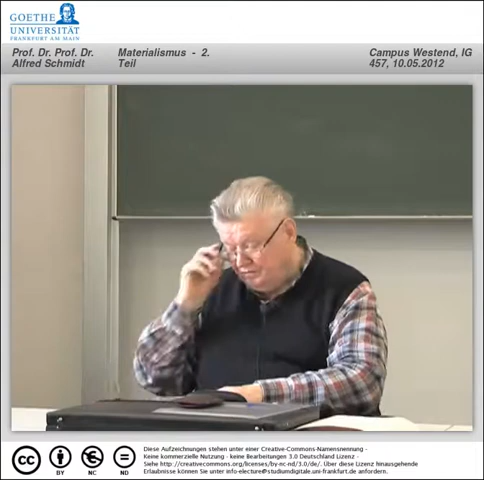 GOETHE
UNIVERSITÄT
FRANKFURT AM MAIN
Prof. Dr. Prof. Dr. Materialismus - 2. Campus Westend, IG
Alfred Schmidt Teil 457, 10.05.2012
cc BY NC ND
Diese Aufzeichnungen stehen unter einer Creative-Commons-Namensnennung -
Keine kommerzielle Nutzung - keine Bearbeitungen 3.0 Deutschland Lizenz -
Siehe http://creativecommons.org/licenses/by-nc-nd/3.0/de/. Über diese Lizenz hinausgehende
Erlaubnisse können Sie unter info-electure@studiumdigitale.uni-frankfurt.de anfordern.